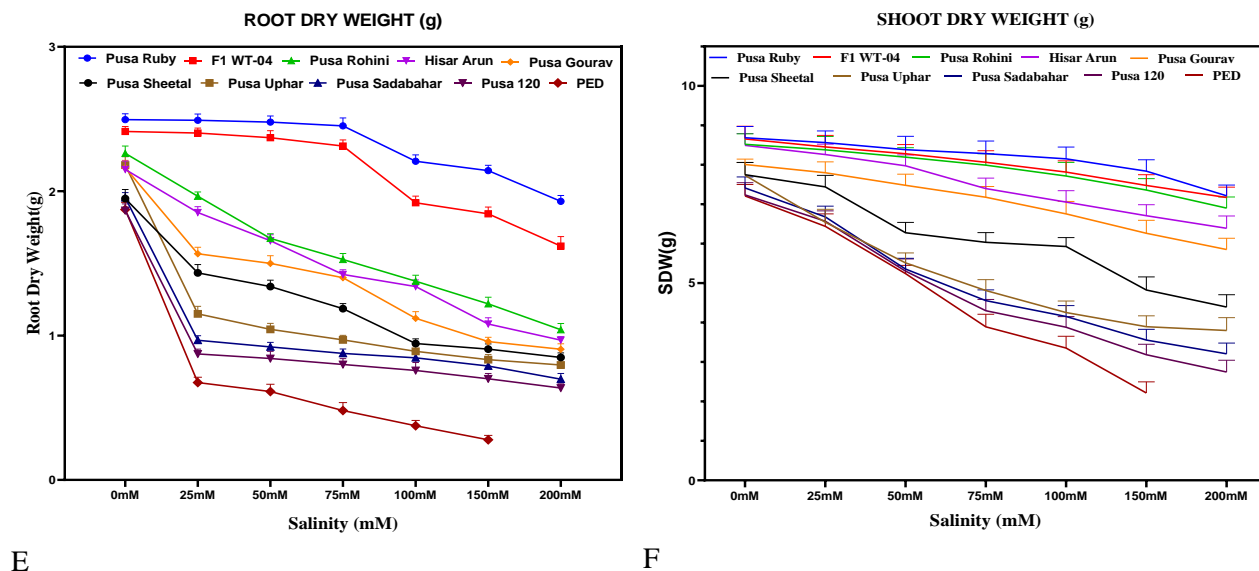 ROOT DRY WEIGHT (g)
3
Pusa Ruby F1 WT-04 Pusa Rohini Hisar Arun Pusa Gourav
Pusa Sheetal Pusa Uphar Pusa Sadabahar Pusa 120 PED
2
Root Dry Weight(g)
1
0
0mM 25mM 50mM 75mM 100mM 150mM 200mM
Salinity (mM)
E
SHOOT DRY WEIGHT (g)
Pusa Ruby F1 WT-04 Pusa Rohini Hisar Arun Pusa Gourav
Pusa Sheetal Pusa Uphar Pusa Sadabahar Pusa 120 PED
10
SDW(g)
5
0
0mM 25mM 50mM 75mM 100mM 150mM 200mM
Salinity (mM)
F